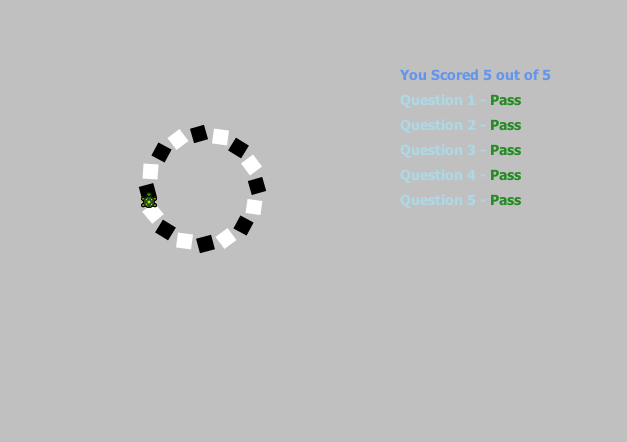 You Scored 5 out of 5
Question 1 - Pass
Question 2 - Pass
Question 3 - Pass
Question 4 - Pass
Question 5 - Pass